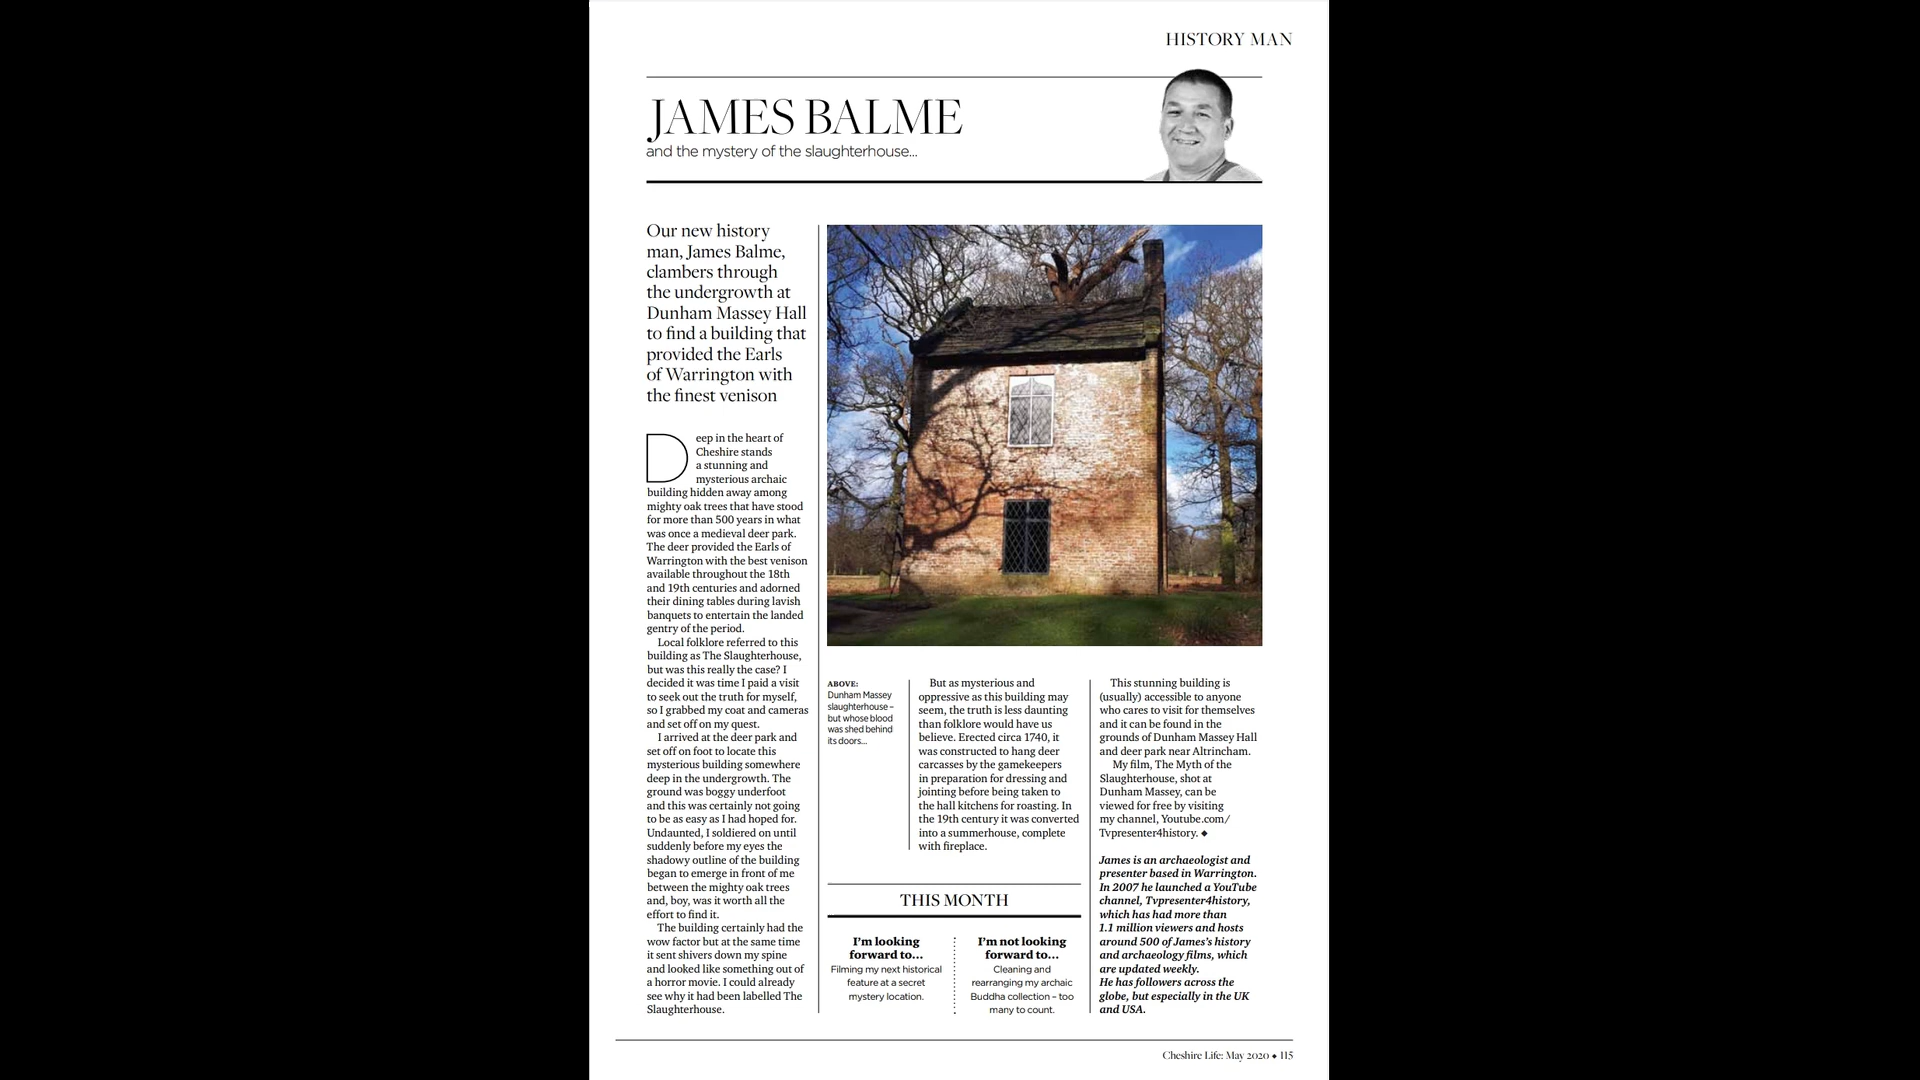 HISTORY MAN
JAMES BALME
and the mystery of the slaughterhouse...
Our new history
man, James Balme,
clambers through
the undergrowth at
Dunham Massey Hall
to find a building that
provided the Earls
of Warrington with
the finest venison
Deep in the heart of
Cheshire stands
a stunning and
mysterious archaic
building hidden away among
mighty oak trees that have stood
for more than 500 years in what
was once a medieval deer park.
The deer provided the Earls of
Warrington with the best venison
available throughout the 18th
and 19th centuries and adorned
their dining tables during lavish
banquets to entertain the landed
gentry of the period.
Local folklore referred to this
building as The Slaughterhouse,
but was this really the case? I
decided it was time I paid a visit
to seek out the truth for myself,
so I grabbed my coat and cameras
and set off on my quest.
I arrived at the deer park and
set off on foot to locate this
mysterious building somewhere
deep in the undergrowth. The
ground was boggy underfoot
and this was certainly not going
to be as easy as I had hoped for.
Undaunted, I soldiered on until
suddenly before my eyes the
shadowy outline of the building
began to emerge in front of me
between the mighty oak trees
and, boy, was it worth all the
effort to find it.
The building certainly had the
wow factor but at the same time
it sent shivers down my spine
and looked like something out of
a horror movie. I could already
see why it had been labelled The
Slaughterhouse.
ABOVE:
Dunham Massey
slaughterhouse –
but whose blood
was shed behind
its doors...
But as mysterious and
oppressive as this building may
seem, the truth is less daunting
than folklore would have us
believe. Erected circa 1740, it
was constructed to hang deer
carcasses by the gamekeepers
in preparation for dressing and
jointing before being taken to
the hall kitchens for roasting. In
the 19th century it was converted
into a summerhouse, complete
with fireplace.
This stunning building is
(usually) accessible to anyone
who cares to visit for themselves
and it can be found in the
grounds of Dunham Massey Hall
and deer park near Altrincham.
My film, The Myth of the
Slaughterhouse, shot at
Dunham Massey, can be
viewed for free by visiting
my channel, Youtube.com/
Tvpresenter4history. ◆
James is an archaeologist and
presenter based in Warrington.
In 2007 he launched a YouTube
channel, Tvpresenter4history,
which has had more than
1.1 million viewers and hosts
around 500 of James's history
and archaeology films, which
are updated weekly.
He has followers across the
globe, but especially in the UK
and USA.
THIS MONTH
I'm looking
forward to...
Filming my next historical
feature at a secret
mystery location.
I'm not looking
forward to...
Cleaning and
rearranging my archaic
Buddha collection – too
many to count.
Cheshire Life: May 2020 ◆ 115